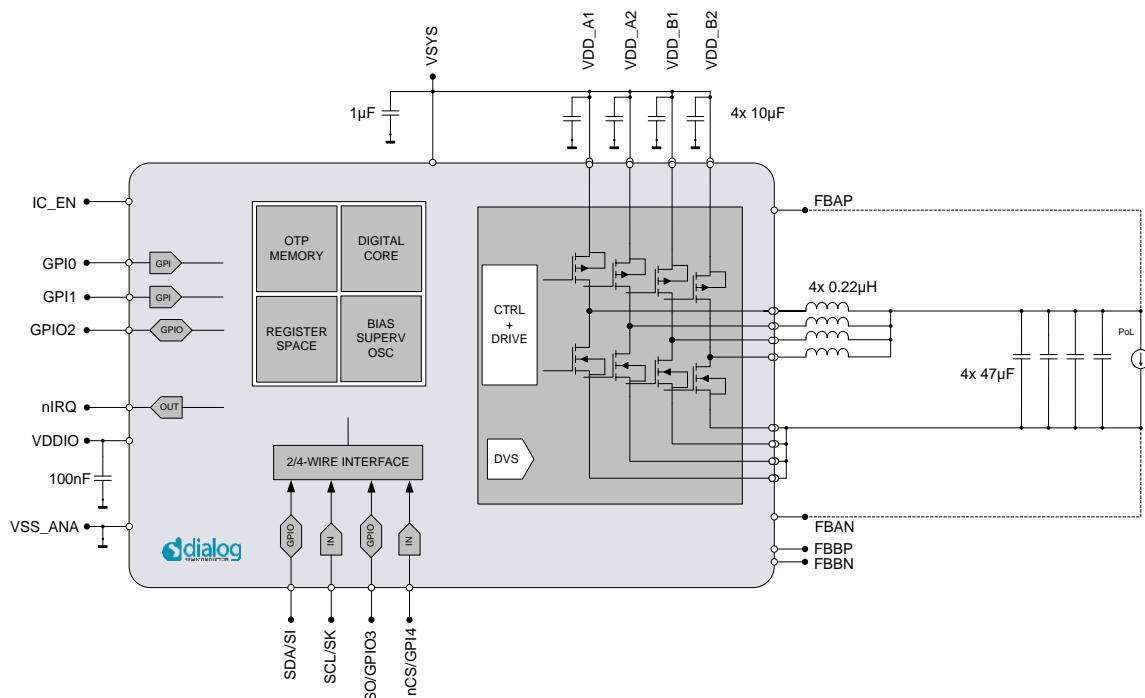 VSYS
VDD_A1
VDD_A2
VDD_B1
VDD_B2
1µF
4x 10µF
IC_EN
FBAP
OTP
MEMORY
DIGITAL
CORE
GPI0
GPI
GPI1
GPI
GPIO2
GPIO
REGISTER
SPACE
BIAS
SUPERV
OSC
CTRL
+
DRIVE
4x 0.22µH
PoL
4x 47µF
nIRQ
OUT
VDDIO
100nF
2/4-WIRE INTERFACE
DVS
VSS_ANA
GPIO
IN
GPIO
IN
FBAN
FBBP
FBBN
dialog
SEMICONDUCTOR
SDA/SI
SCL/SK
SO/GPIO3
nCS/GPI4